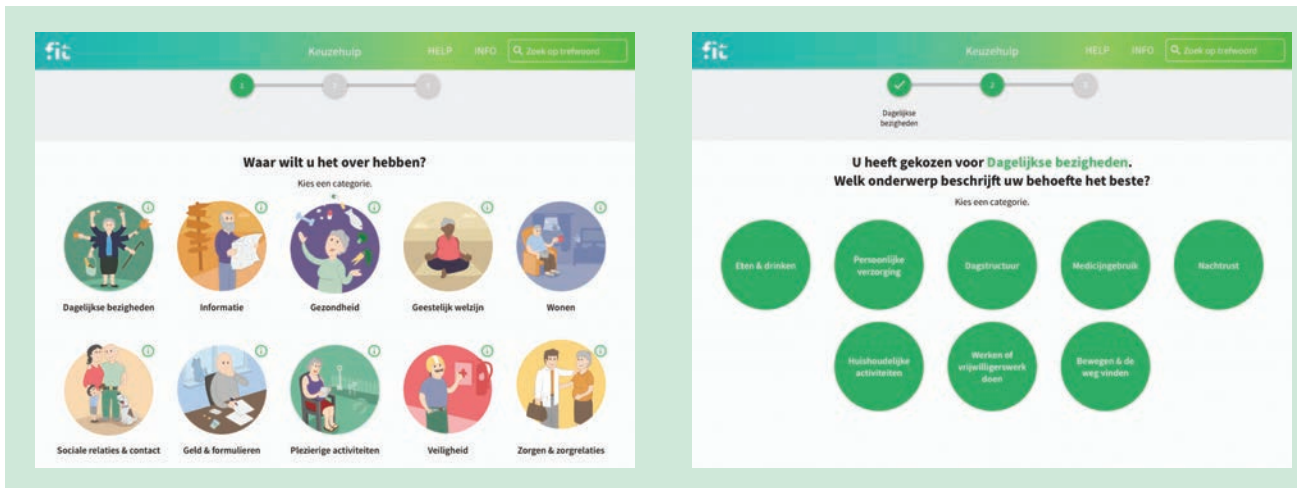 fit Keuzehulp HELP INFO Zoek op trefwoord
1
Waar wilt u het over hebben?
Kies een categorie.
Dagelijkse bezigheden Informatie Gezondheid Geestelijk welzijn Wonen
Sociale relaties & contact Geld & formulieren Plezierige activiteiten Veiligheid Zorgen & zorgrelaties
fit Keuzehulp HELP INFO Zoek op trefwoord
2
Dagelijkse
bezigheden
U heeft gekozen voor Dagelijkse bezigheden.
Welk onderwerp beschrijft uw behoefte het beste?
Kies een categorie.
Eten & drinken
Persoonlijke
verzorging
Dagstructuur
Medicijngebruik
Nachtrust
Huishoudelijke
activiteiten
Werken of
vrijwilligerswerk
doen
Bewegen & de
weg vinden